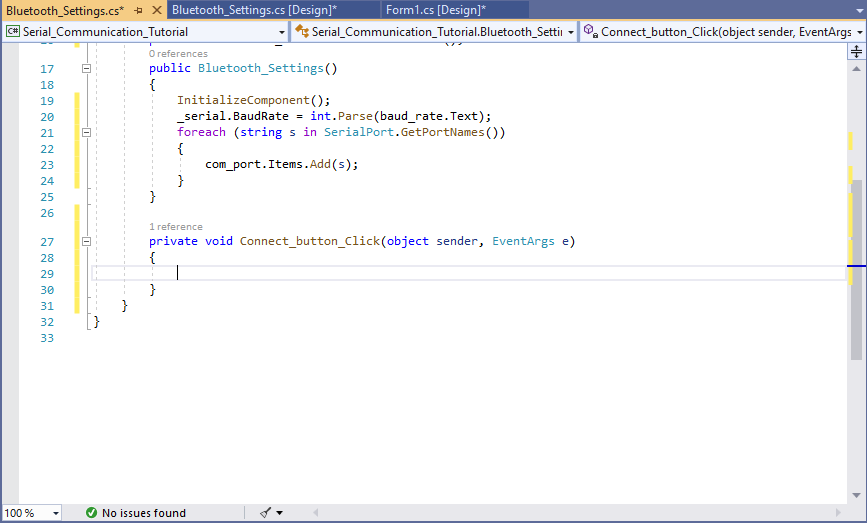 Bluetooth_Settings.cs*
Bluetooth_Settings.cs [Design]*
Form1.cs [Design]*
C# Serial_Communication_Tutorial
Serial_Communication_Tutorial.Bluetooth_Settin
Connect_button_Click(object sender, EventArgs
0 references
17 public Bluetooth_Settings()
18 {
19 InitializeComponent();
20 _serial.BaudRate = int.Parse(baud_rate.Text);
21 foreach (string s in SerialPort.GetPortNames())
22 {
23 com_port.Items.Add(s);
24 }
25 }
26
1 reference
27 private void Connect_button_Click(object sender, EventArgs e)
28 {
29
30 }
31 }
32 }
33
100 %
No issues found